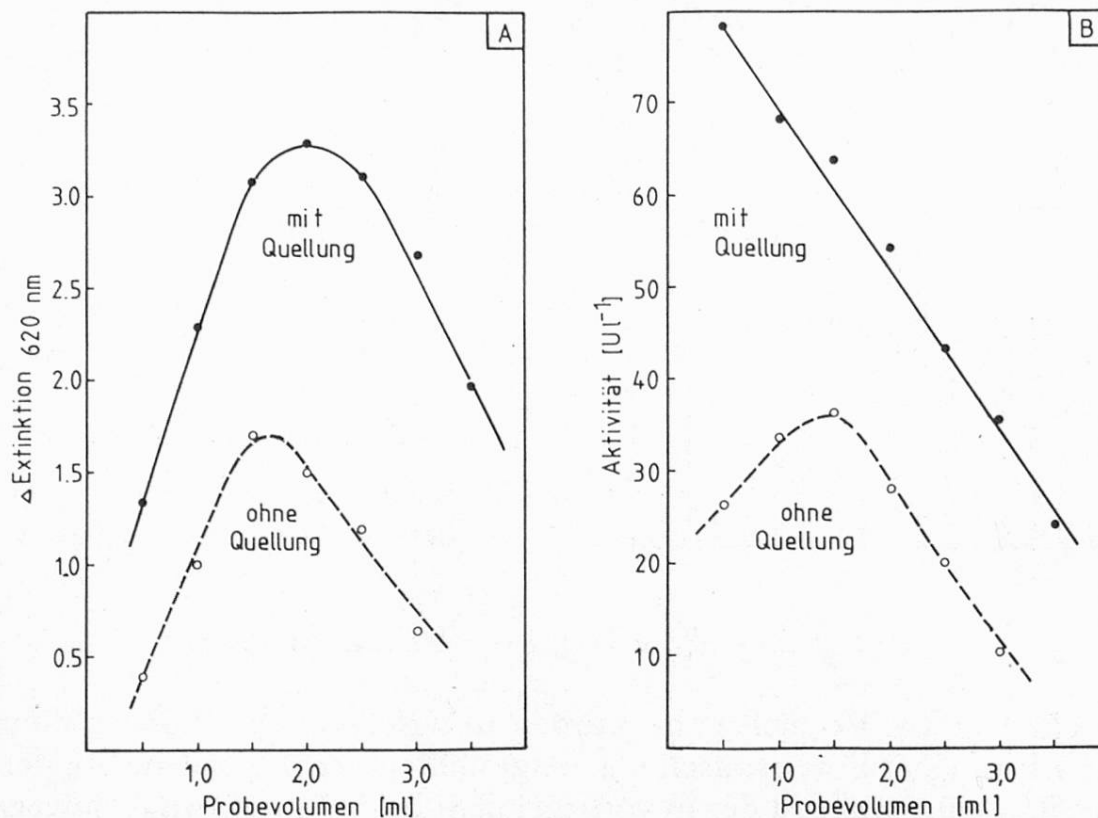 A
3.5
3.0
2.5
2.0
1.5
1.0
0.5
△Extinktion 620 nm
mit
Quellung
ohne
Quellung
1.0 2.0 3.0
Probevolumen [ml]
B
70
60
50
40
30
20
10
Aktivität [Ul⁻¹]
mit
Quellung
ohne
Quellung
1.0 2.0 3.0
Probevolumen [ml]